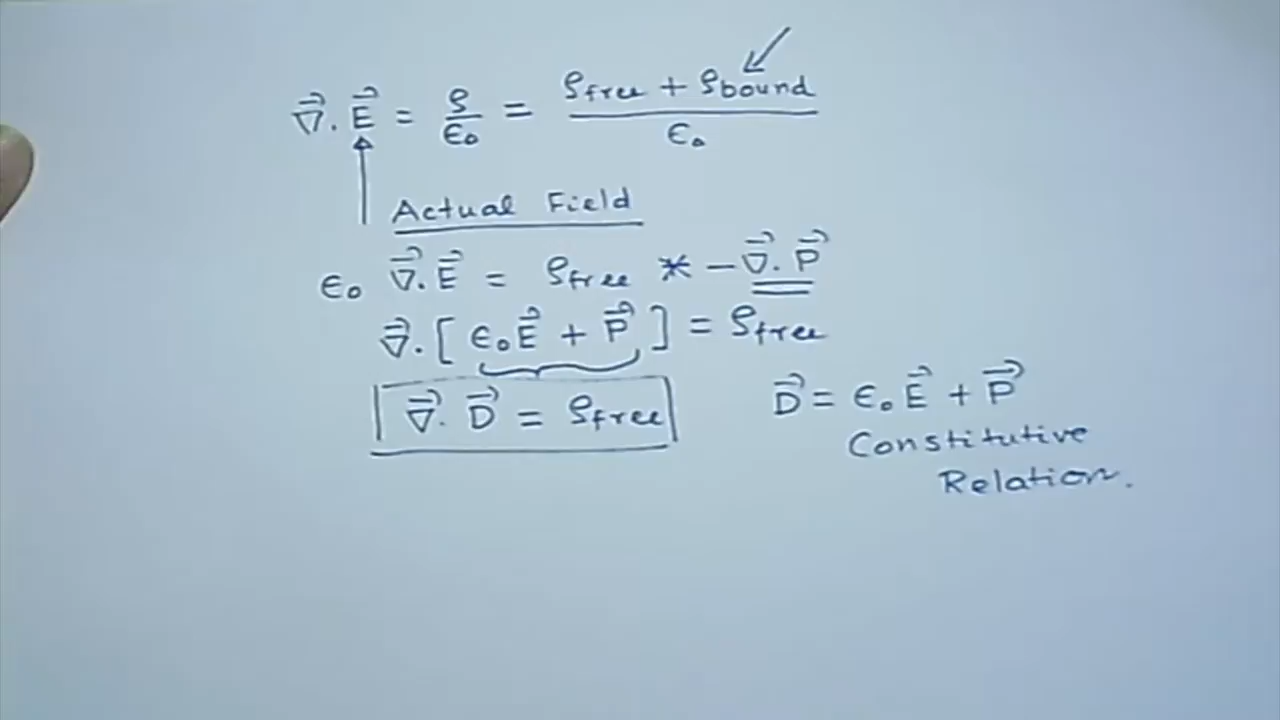 ∇⃗. E⃗ = ρ/ε₀ = (ρfree + ρbound)/ε₀
Actual Field
ε₀ ∇⃗. E⃗ = ρfree * − ∇⃗. P⃗
∇⃗. [ ε₀E⃗ + P⃗ ] = ρfree
∇⃗. D⃗ = ρfree
D⃗ = ε₀E⃗ + P⃗
Constitutive
Relation.